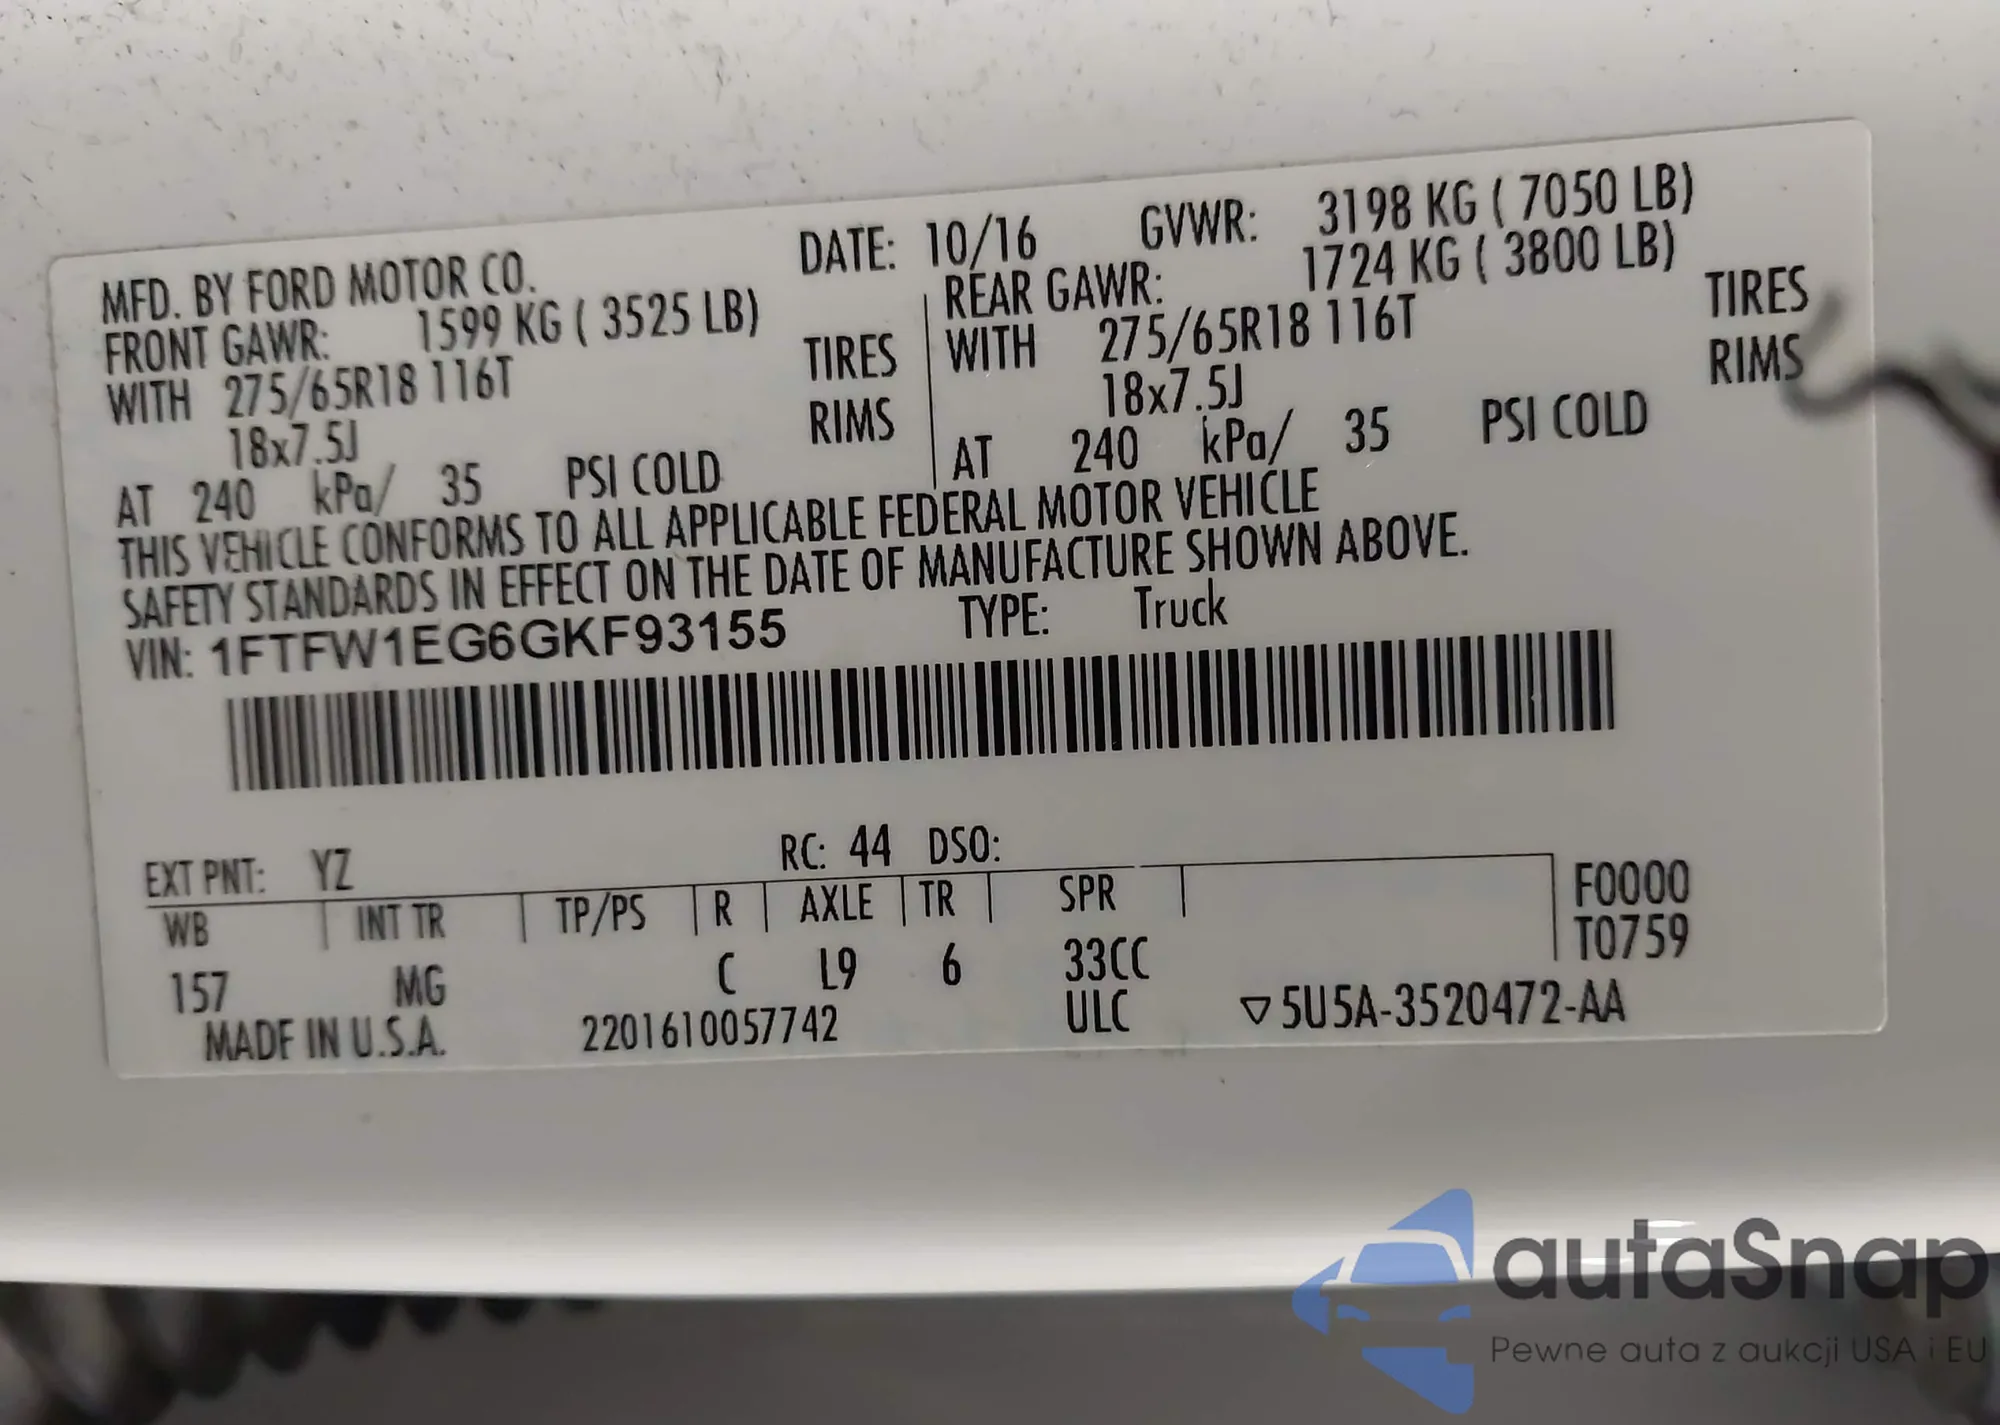 MFD. BY FORD MOTOR CO. DATE: 10/16 GVWR: 3198 KG ( 7050 LB)
FRONT GAWR: 1599 KG ( 3525 LB) REAR GAWR: 1724 KG ( 3800 LB)
WITH 275/65R18 116T TIRES WITH 275/65R18 116T TIRES
18x7.5J RIMS 18x7.5J RIMS
AT 240 kPa/ 35 PSI COLD AT 240 kPa/ 35 PSI COLD
THIS VEHICLE CONFORMS TO ALL APPLICABLE FEDERAL MOTOR VEHICLE
SAFETY STANDARDS IN EFFECT ON THE DATE OF MANUFACTURE SHOWN ABOVE.
VIN: 1FTFW1EG6GKF93155 TYPE: Truck
EXT PNT: YZ RC: 44 DSO:
WB INT TR TP/PS R AXLE TR SPR F0000
T0759
157 MG C L9 6 33CC
MADE IN U.S.A. 2201610057742 ULC ▽5U5A-3520472-AA
autaSnap
Pewne auta z aukcji USA i EU